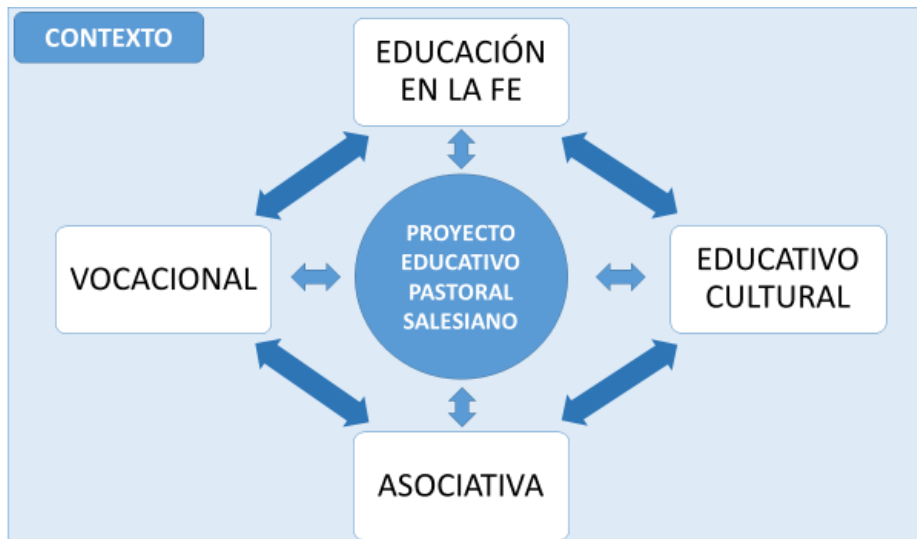 CONTEXTO
EDUCACIÓN
EN LA FE
VOCACIONAL
PROYECTO
EDUCATIVO
PASTORAL
SALESIANO
EDUCATIVO
CULTURAL
ASOCIATIVA